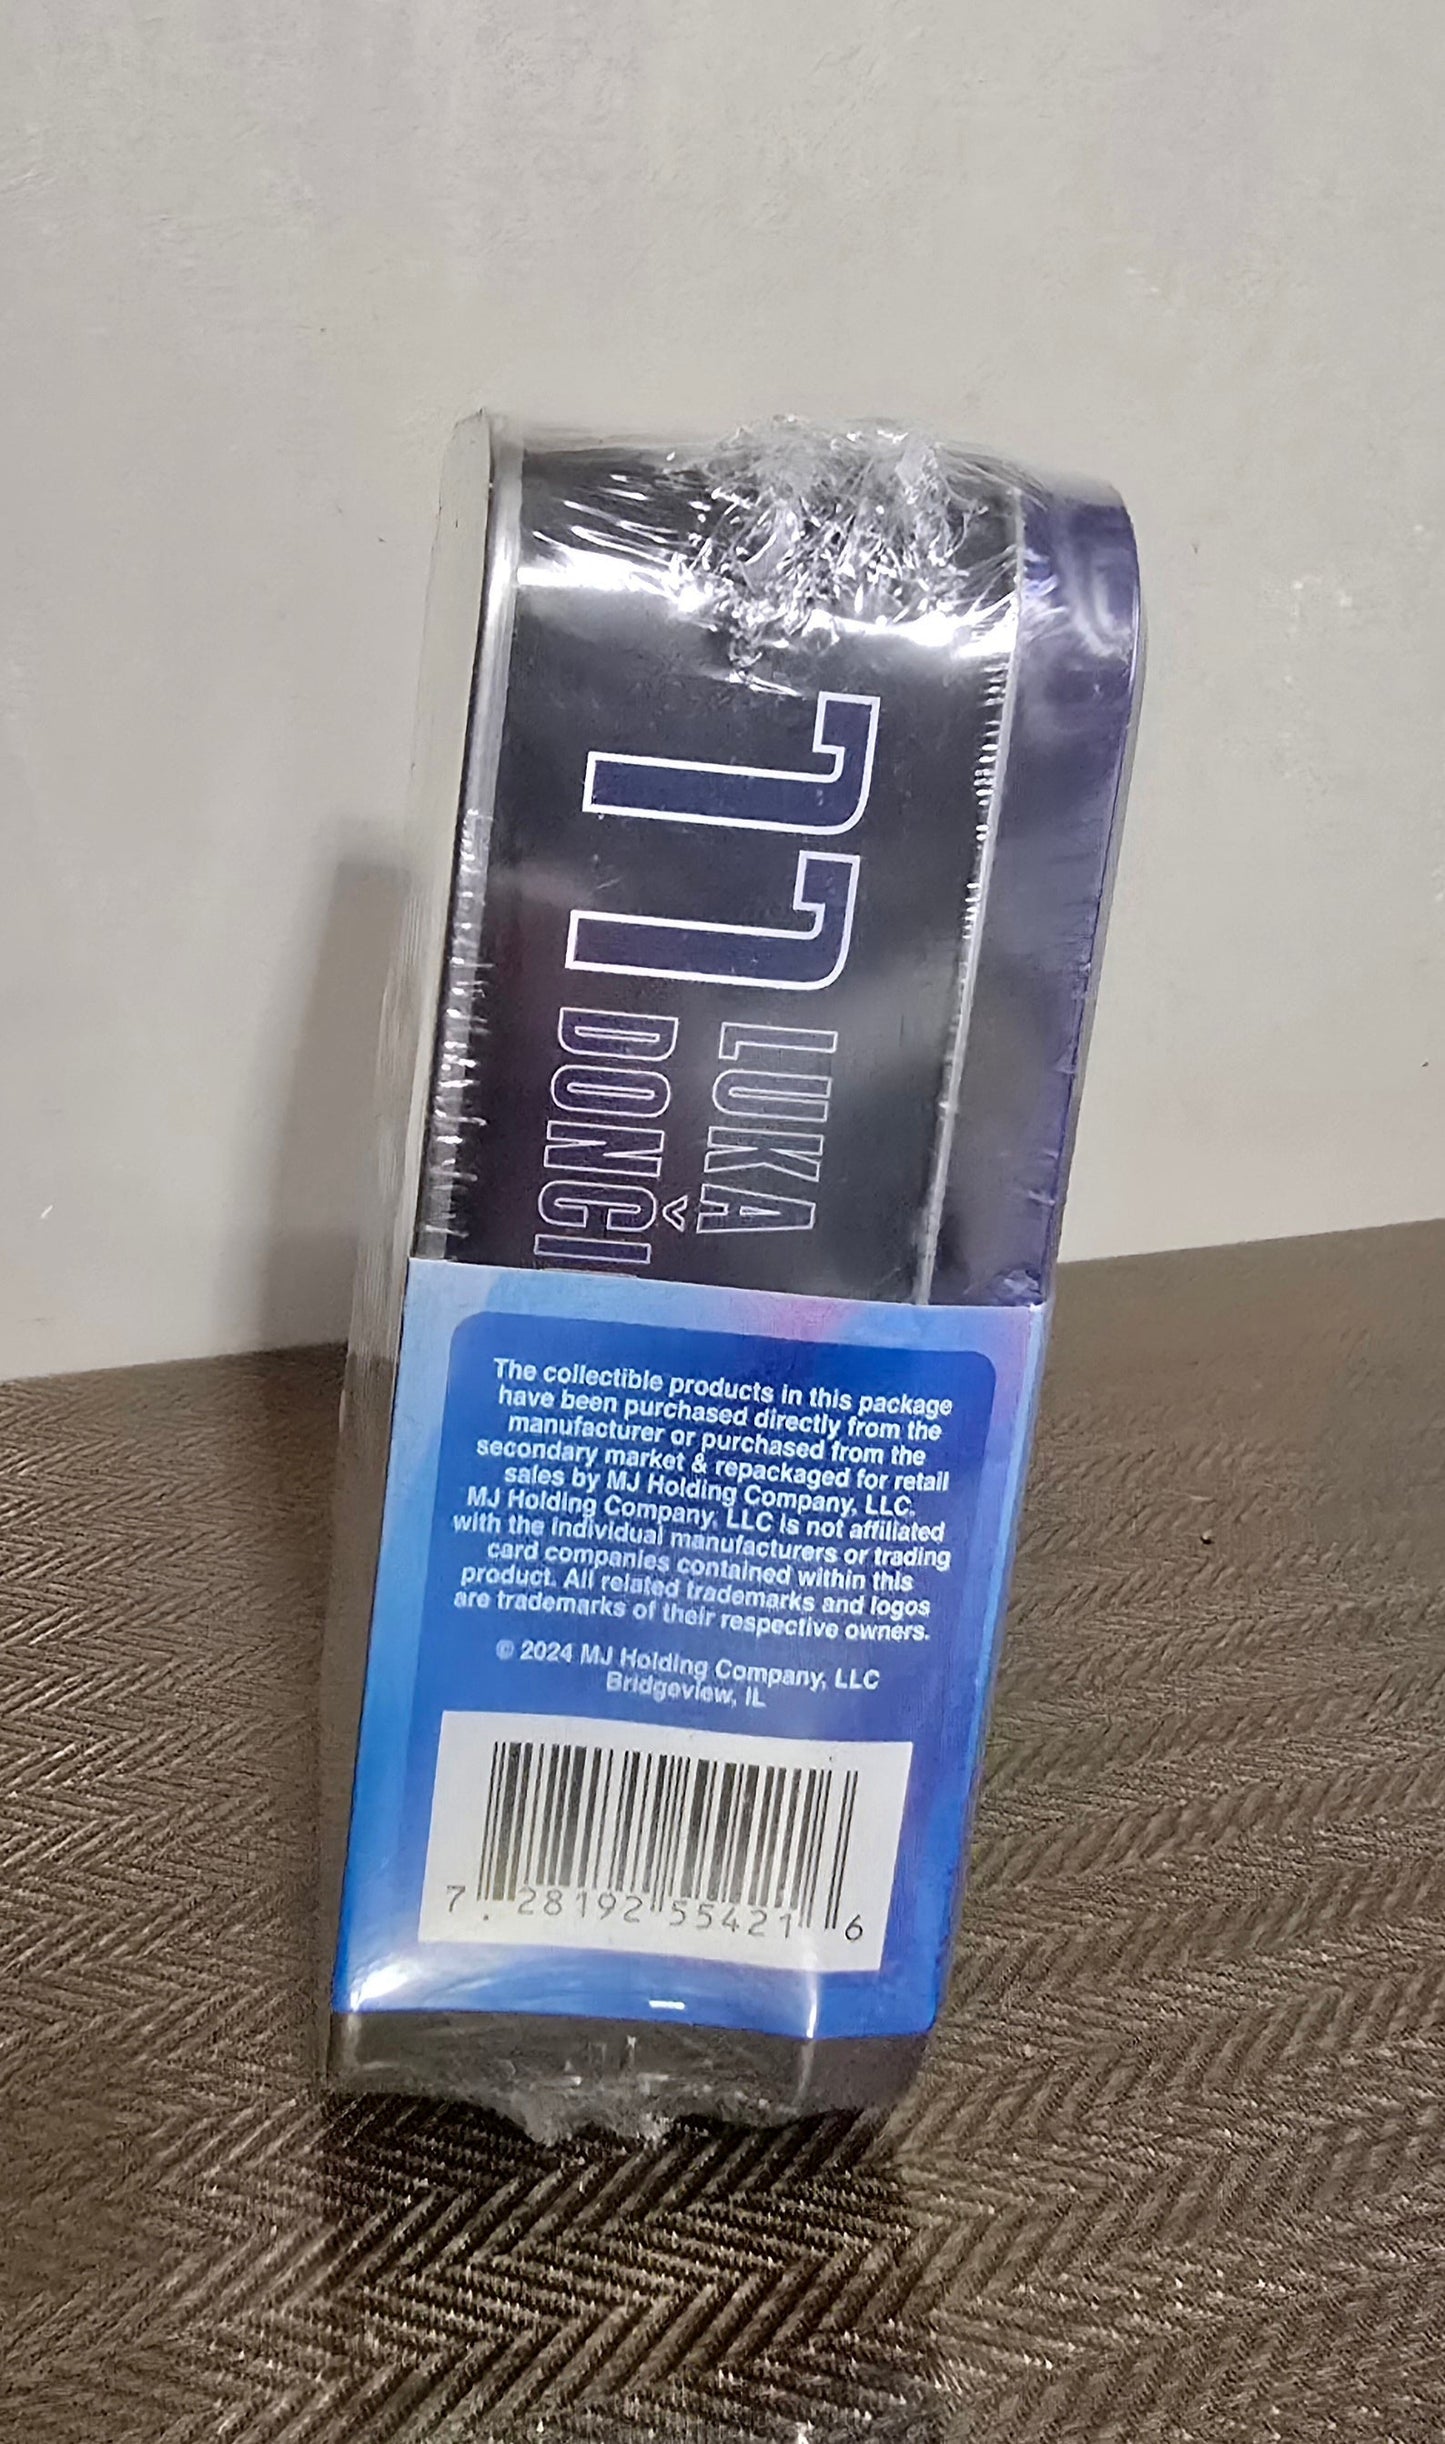 77
LUKA
DONČI
The collectible products in this package
have been purchased directly from the
manufacturer or purchased from the
secondary market & repackaged for retail
sales by MJ Holding Company, LLC.
MJ Holding Company, LLC is not affiliated
with the individual manufacturers or trading
card companies contained within this
product. All related trademarks and logos
are trademarks of their respective owners.
© 2024 MJ Holding Company, LLC
Bridgeview, IL
7 28192 55421 6